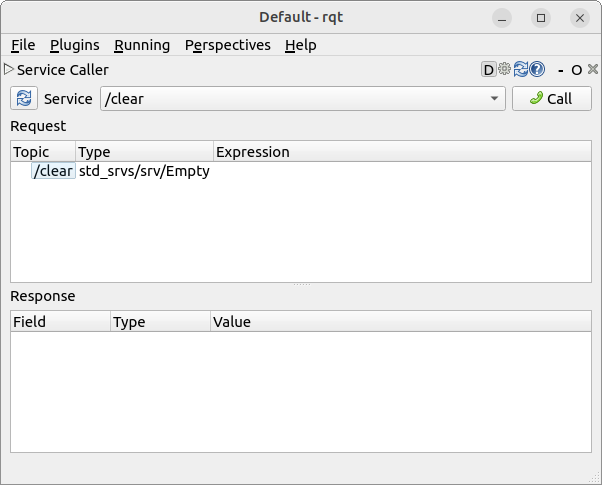 Default - rqt
File Plugins Running Perspectives Help
Service Caller D ? - O
Service /clear Call
Request
Topic Type Expression
/clear std_srvs/srv/Empty
Response
Field Type Value